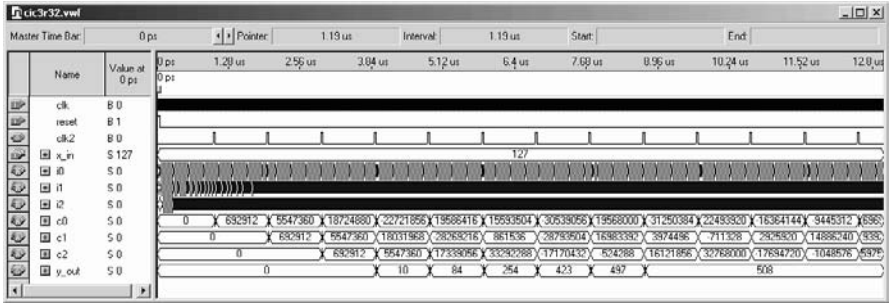 cic3r32.vwf
Master Time Bar: 0 ps Pointer: 1.19 us Interval: 1.19 us Start: End:
Name Value at 0 ps
0 ps 1.28 us 2.56 us 3.84 us 5.12 us 6.4 us 7.68 us 8.96 us 10.24 us 11.52 us 12.8 us
0 ps
clk B 0
reset B 1
clk2 B 0
x_in S 127 127
i0 S 0
i1 S 0
i2 S 0
c0 S 0 0 692912 5547360 18724880 -22721856 19586416 15593504 -30539056 19568000 31250384 22493920 -16364144 -9445312
c1 S 0 0 692912 5547360 18031968 -28269216 861536 -28793504 16983392 3974496 -711328 2925920 14886240
c2 S 0 0 692912 5547360 17339056 33292288 -17170432 -524288 16121856 32768000 -17694720 -1048576
y_out S 0 0 10 84 254 423 497 508